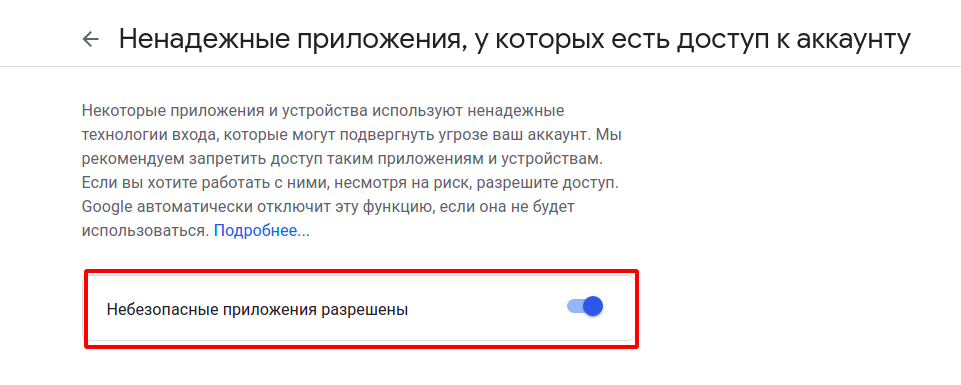 Ненадежные приложения, у которых есть доступ к аккаунту
Некоторые приложения и устройства используют ненадежные
технологии входа, которые могут подвергнуть угрозе ваш аккаунт. Мы
рекомендуем запретить доступ таким приложениям и устройствам.
Если вы хотите работать с ними, несмотря на риск, разрешите доступ.
Google автоматически отключит эту функцию, если она не будет
использоваться. Подробнее...
Небезопасные приложения разрешены